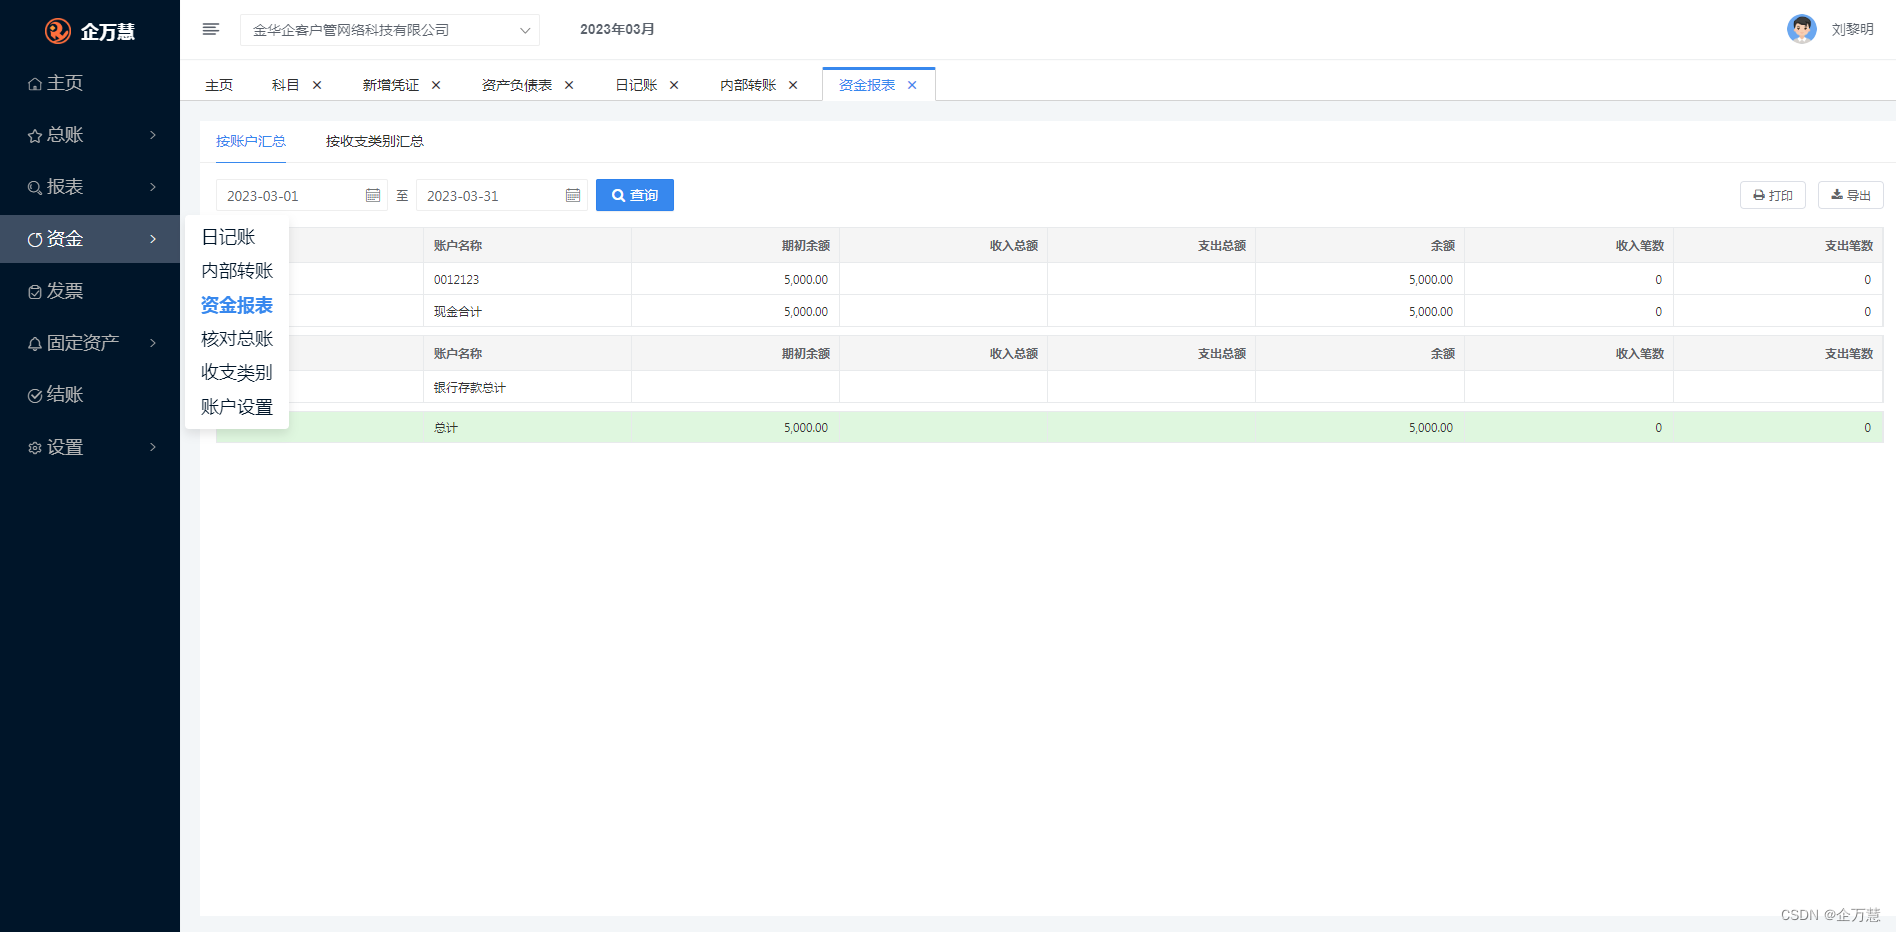 企万慧
金华企客户管网络科技有限公司
2023年03月
刘黎明
主页
总账
报表
资金
发票
固定资产
结账
设置
主页 科目 新增凭证 资产负债表 日记账 内部转账 资金报表
按账户汇总 按收支类别汇总
2023-03-01 至 2023-03-31 查询 打印 导出
日记账
内部转账
资金报表
核对总账
收支类别
账户设置
账户名称 期初余额 收入总额 支出总额 余额 收入笔数 支出笔数
0012123 5,000.00 5,000.00 0 0
现金合计 5,000.00 5,000.00 0 0
账户名称 期初余额 收入总额 支出总额 余额 收入笔数 支出笔数
银行存款总计
总计 5,000.00 5,000.00 0 0
CSDN @企万慧